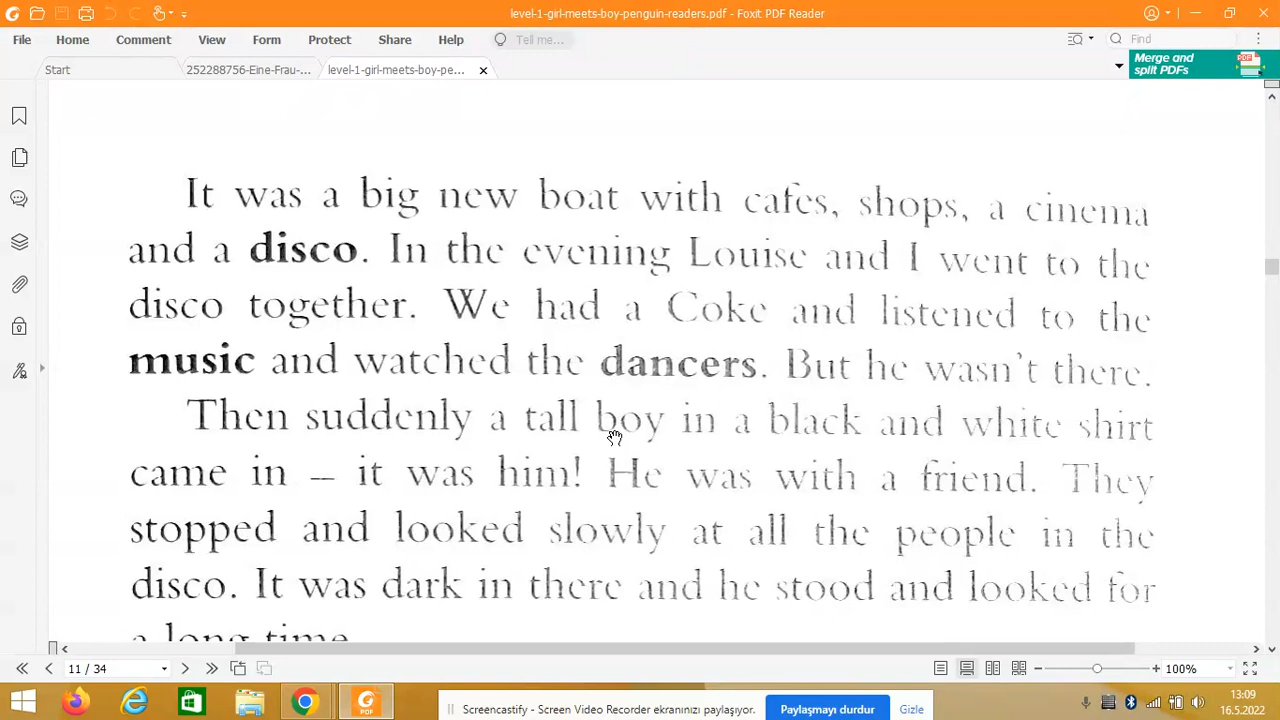 level-1-girl-meets-boy-penguin-readers.pdf - Foxit PDF Reader
File Home Comment View Form Protect Share Help Tell me... Find
Start 252288756-Eine-Frau-... level-1-girl-meets-boy-pe... Merge and
split PDFs
It was a big new boat with cafes, shops, a cinema
and a disco. In the evening Louise and I went to the
disco together. We had a Coke and listened to the
music and watched the dancers. But he wasn't there.
Then suddenly a tall boy in a black and white shirt
came in – it was him! He was with a friend. They
stopped and looked slowly at all the people in the
disco. It was dark in there and he stood and looked for
a long time.
11 / 34 100%
13:09
Screencastify - Screen Video Recorder ekranınızı paylaşıyor. Paylaşmayı durdur Gizle 16.5.2022